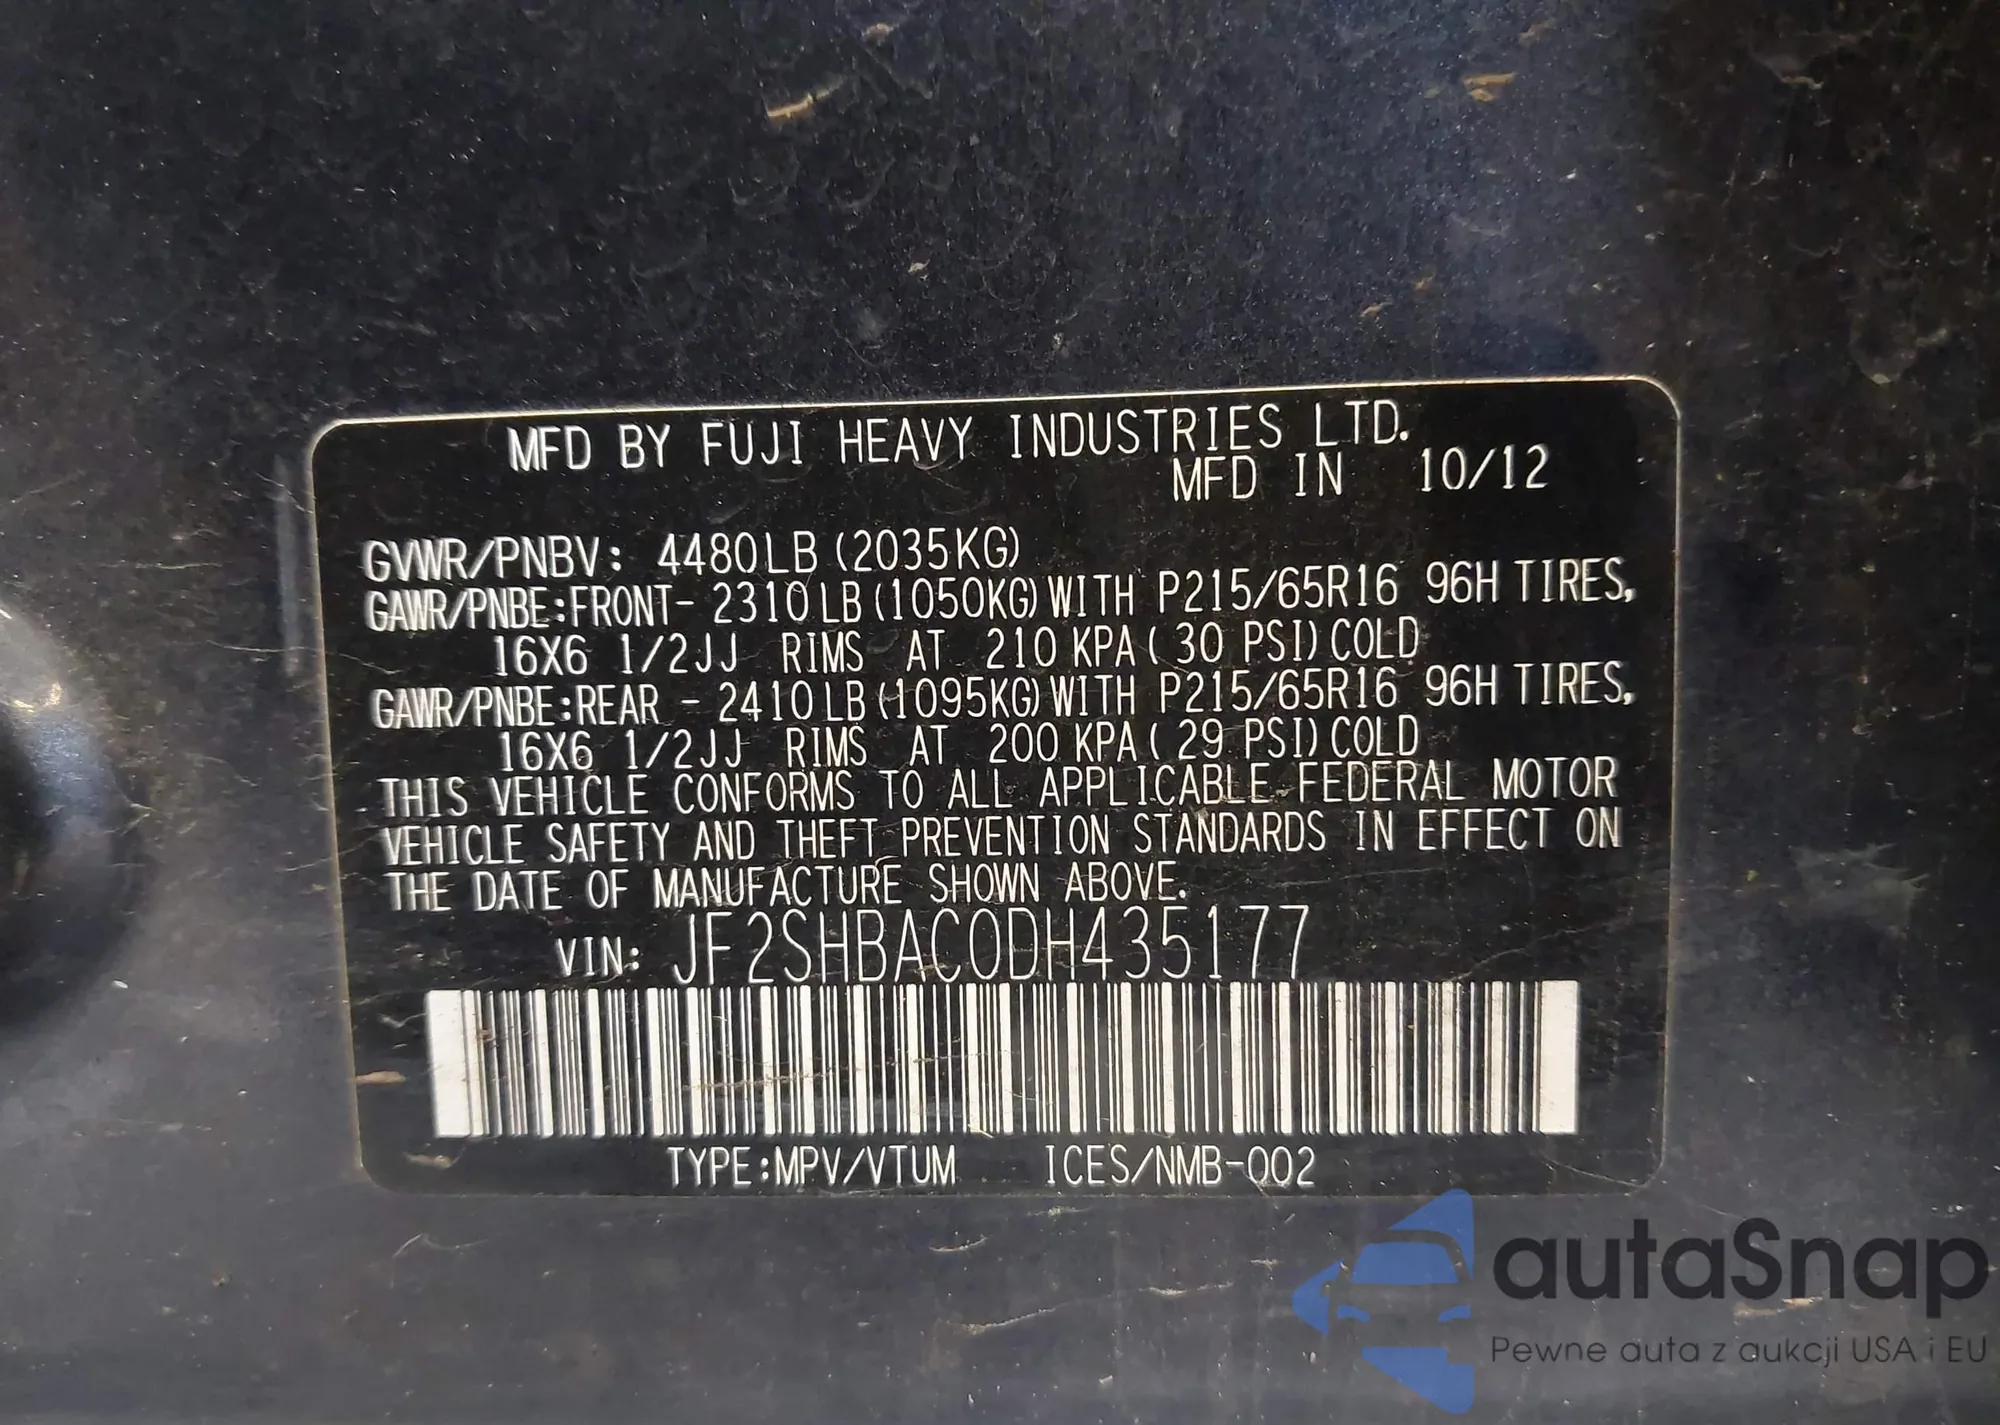 MFD BY FUJI HEAVY INDUSTRIES LTD.
MFD IN 10/12
GVWR/PNBV: 4480LB (2035KG)
GAWR/PNBE:FRONT- 2310LB(1050KG)WITH P215/65R16 96H TIRES,
16X6 1/2JJ RIMS AT 210 KPA( 30 PSI)COLD
GAWR/PNBE:REAR - 2410LB(1095KG)WITH P215/65R16 96H TIRES,
16X6 1/2JJ RIMS AT 200 KPA( 29 PSI)COLD
THIS VEHICLE CONFORMS TO ALL APPLICABLE FEDERAL MOTOR
VEHICLE SAFETY AND THEFT PREVENTION STANDARDS IN EFFECT ON
THE DATE OF MANUFACTURE SHOWN ABOVE.
VIN: JF2SHBAC0DH435177
TYPE:MPV/VTUM ICES/NMB-002
autaSnap
Pewne auta z aukcji USA i EU